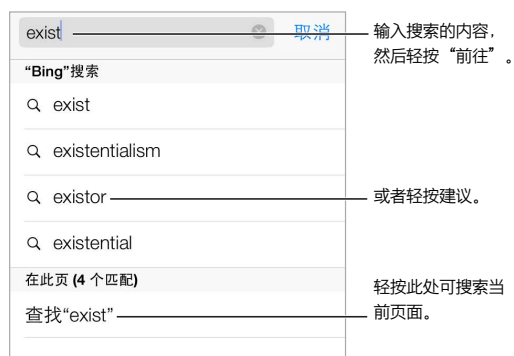 exist
取消
输入搜索的内容，
然后轻按“前往”。
“Bing”搜索
exist
existentialism
existor
或者轻按建议。
existential
在此页 (4 个匹配)
查找“exist”
轻按此处可搜索当
前页面。